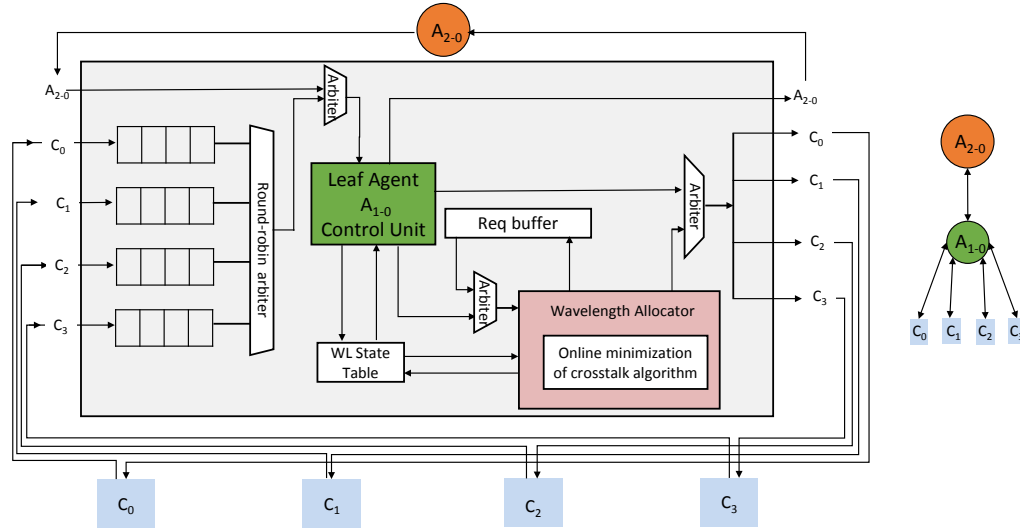 A2-0
A2-0
Arbiter
A2-0
C0
C1
C2
C3
Round-robin arbiter
Leaf Agent
A1-0
Control Unit
Req buffer
Arbiter
Arbiter
WL State
Table
Wavelength Allocator
Online minimization
of crosstalk algorithm
C0
C1
C2
C3
C0
C1
C2
C3
A2-0
A1-0
C0
C1
C2
C3